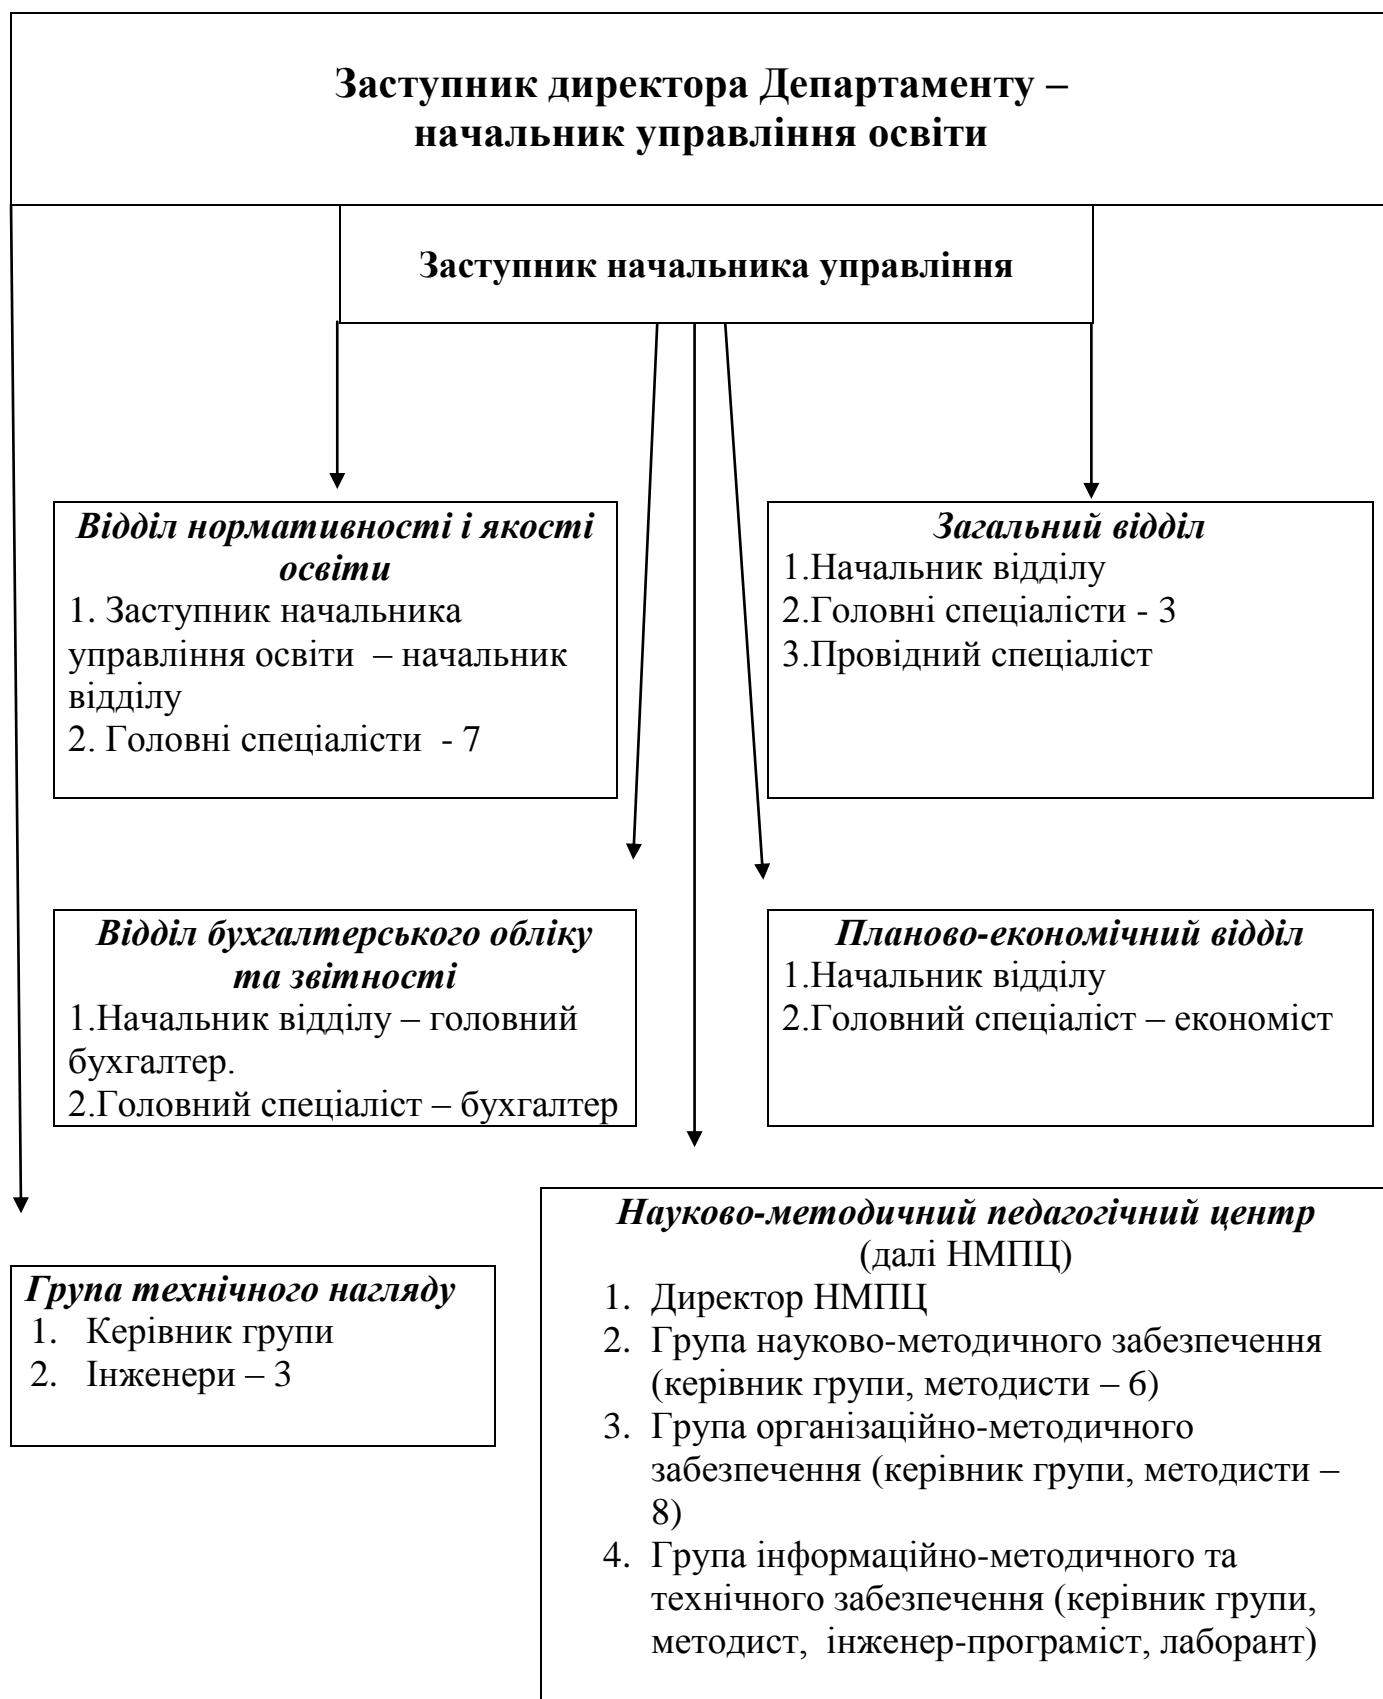 Заступник директора Департаменту –
начальник управління освіти
Заступник начальника управління
Відділ нормативності і якості
освіти
1. Заступник начальника
управління освіти – начальник
відділу
2. Головні спеціалісти - 7
Загальний відділ
1.Начальник відділу
2.Головні спеціалісти - 3
3.Провідний спеціаліст
Відділ бухгалтерського обліку
та звітності
1.Начальник відділу – головний
бухгалтер.
2.Головний спеціаліст – бухгалтер
Планово-економічний відділ
1.Начальник відділу
2.Головний спеціаліст – економіст
Група технічного нагляду
1. Керівник групи
2. Інженери – 3
Науково-методичний педагогічний центр
(далі НМПЦ)
1. Директор НМПЦ
2. Група науково-методичного забезпечення
(керівник групи, методисти – 6)
3. Група організаційно-методичного
забезпечення (керівник групи, методисти –
8)
4. Група інформаційно-методичного та
технічного забезпечення (керівник групи,
методист, інженер-програміст, лаборант)